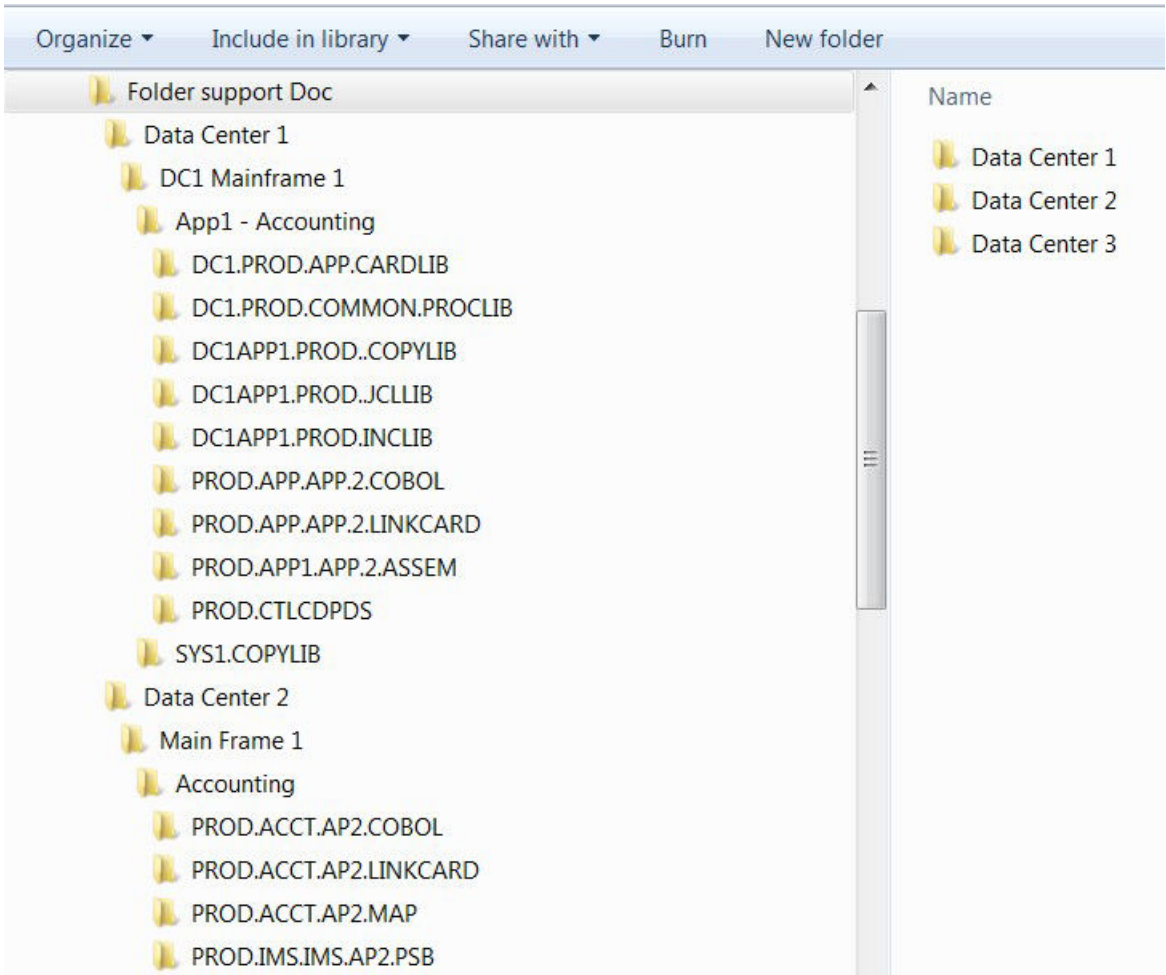 Organize Include in library Share with Burn New folder
Folder support Doc
Data Center 1
DC1 Mainframe 1
App1 - Accounting
DC1.PROD.APP.CARDLIB
DC1.PROD.COMMON.PROCLIB
DC1APP1.PROD..COPYLIB
DC1APP1.PROD..JCLLIB
DC1APP1.PROD.INCLIB
PROD.APP.APP.2.COBOL
PROD.APP.APP.2.LINKCARD
PROD.APP1.APP.2.ASSEM
PROD.CTLCDPDS
SYS1.COPYLIB
Data Center 2
Main Frame 1
Accounting
PROD.ACCT.AP2.COBOL
PROD.ACCT.AP2.LINKCARD
PROD.ACCT.AP2.MAP
PROD.IMS.IMS.AP2.PSB
Name
Data Center 1
Data Center 2
Data Center 3